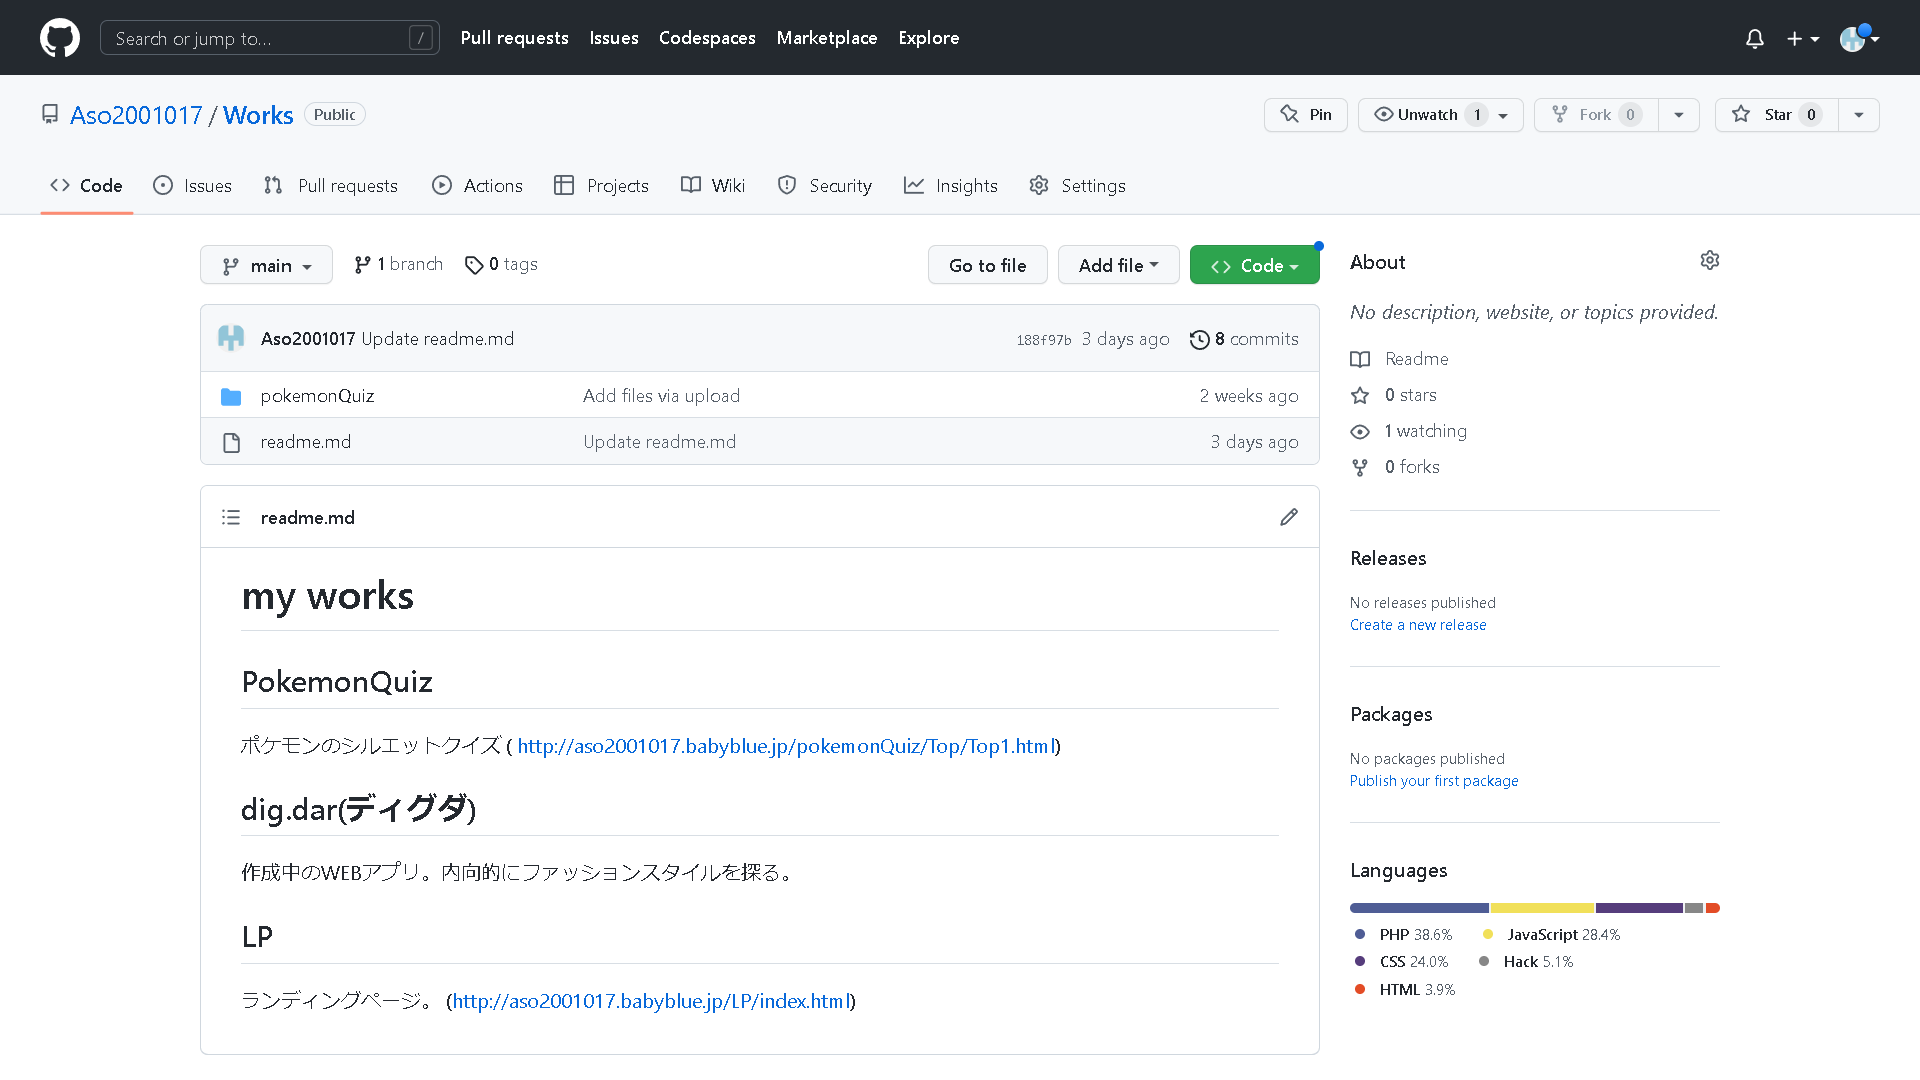 Search or jump to... /
Pull requests Issues Codespaces Marketplace Explore
Aso2001017 / Works Public
Pin Unwatch 1 Fork 0 Star 0
Code Issues Pull requests Actions Projects Wiki Security Insights Settings
main 1 branch 0 tags Go to file Add file Code
Aso2001017 Update readme.md 188f97b 3 days ago 8 commits
pokemonQuiz Add files via upload 2 weeks ago
readme.md Update readme.md 3 days ago
readme.md
my works
PokemonQuiz
ポケモンのシルエットクイズ ( http://aso2001017.babyblue.jp/pokemonQuiz/Top/Top1.html)
dig.dar(ディグダ)
作成中のWEBアプリ。内向的にファッションスタイルを探る。
LP
ランディングページ。 (http://aso2001017.babyblue.jp/LP/index.html)
About
No description, website, or topics provided.
Readme
0 stars
1 watching
0 forks
Releases
No releases published
Create a new release
Packages
No packages published
Publish your first package
Languages
PHP 38.6% JavaScript 28.4%
CSS 24.0% Hack 5.1%
HTML 3.9%